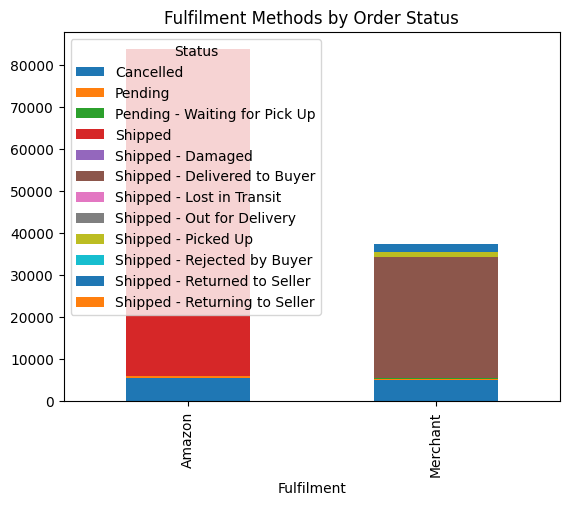 Fulfilment Methods by Order Status
Status
Cancelled
Pending
Pending - Waiting for Pick Up
Shipped
Shipped - Damaged
Shipped - Delivered to Buyer
Shipped - Lost in Transit
Shipped - Out for Delivery
Shipped - Picked Up
Shipped - Rejected by Buyer
Shipped - Returned to Seller
Shipped - Returning to Seller
80000
70000
60000
50000
40000
30000
20000
10000
0
Amazon
Merchant
Fulfilment